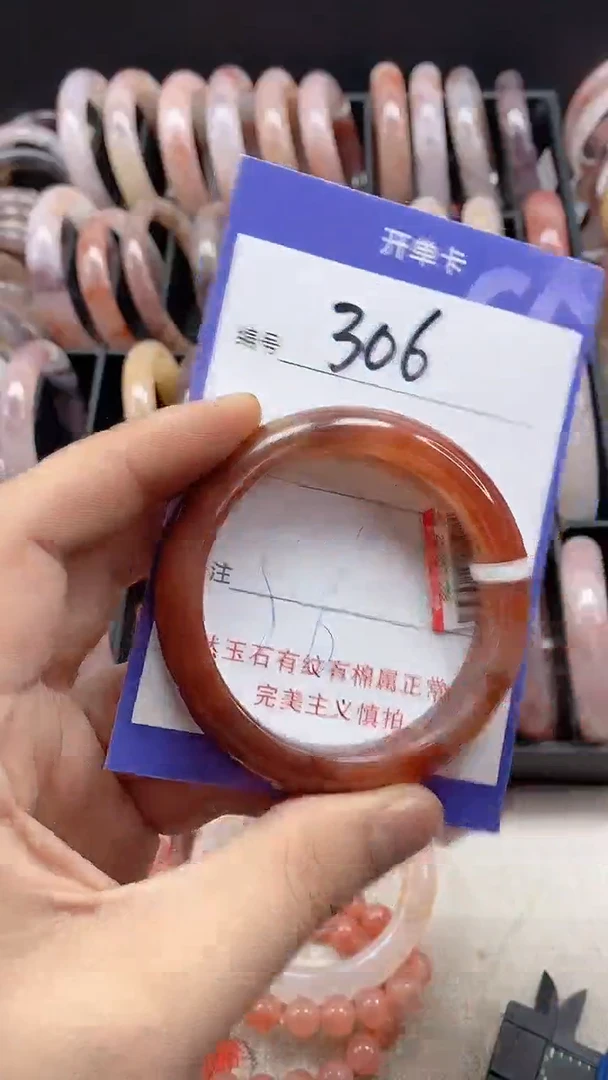 开单卡
编号 306
注
玉石有纹有棉属正常
完美主义慎拍